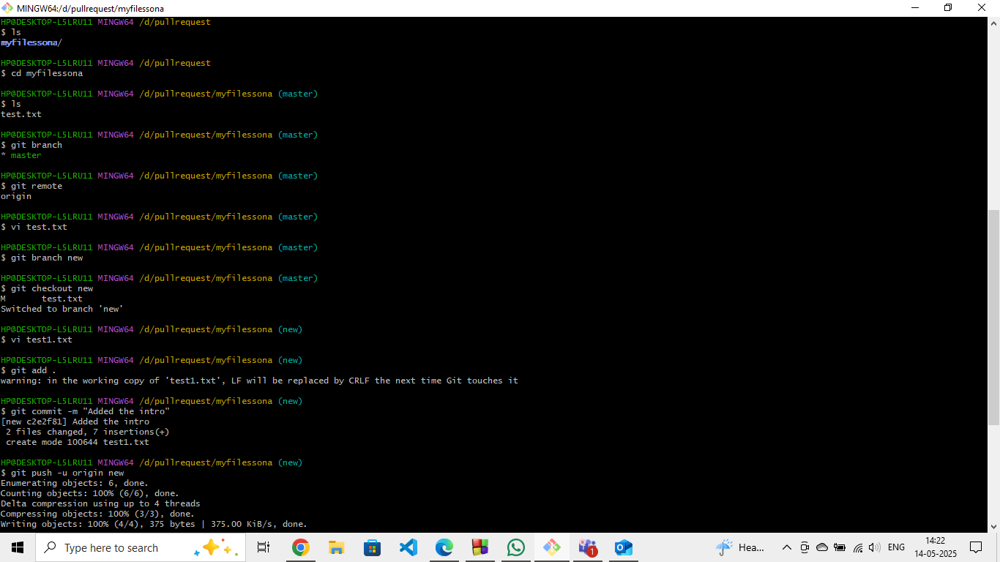 MINGW64:/d/pullrequest/myfilessona
HP@DESKTOP-L5LRU11 MINGW64 /d/pullrequest
$ ls
myfilessona/
HP@DESKTOP-L5LRU11 MINGW64 /d/pullrequest
$ cd myfilessona
HP@DESKTOP-L5LRU11 MINGW64 /d/pullrequest/myfilessona (master)
$ ls
test.txt
HP@DESKTOP-L5LRU11 MINGW64 /d/pullrequest/myfilessona (master)
$ git branch
* master
HP@DESKTOP-L5LRU11 MINGW64 /d/pullrequest/myfilessona (master)
$ git remote
origin
HP@DESKTOP-L5LRU11 MINGW64 /d/pullrequest/myfilessona (master)
$ vi test.txt
HP@DESKTOP-L5LRU11 MINGW64 /d/pullrequest/myfilessona (master)
$ git branch new
HP@DESKTOP-L5LRU11 MINGW64 /d/pullrequest/myfilessona (master)
$ git checkout new
M       test.txt
Switched to branch 'new'
HP@DESKTOP-L5LRU11 MINGW64 /d/pullrequest/myfilessona (new)
$ vi test1.txt
HP@DESKTOP-L5LRU11 MINGW64 /d/pullrequest/myfilessona (new)
$ git add .
warning: in the working copy of 'test1.txt', LF will be replaced by CRLF the next time Git touches it
HP@DESKTOP-L5LRU11 MINGW64 /d/pullrequest/myfilessona (new)
$ git commit -m "Added the intro"
[new c2e2f81] Added the intro
 2 files changed, 7 insertions(+)
 create mode 100644 test1.txt
HP@DESKTOP-L5LRU11 MINGW64 /d/pullrequest/myfilessona (new)
$ git push -u origin new
Enumerating objects: 6, done.
Counting objects: 100% (6/6), done.
Delta compression using up to 4 threads
Compressing objects: 100% (3/3), done.
Writing objects: 100% (4/4), 375 bytes | 375.00 KiB/s, done.
Type here to search
1
Hea...
ENG
14:22
14-05-2025